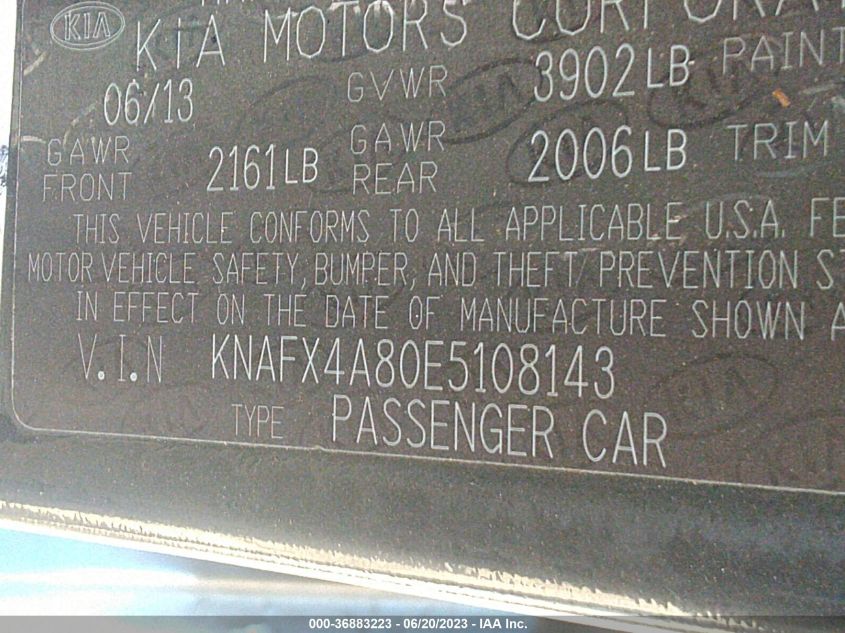 KIA
KIA MOTORS CORPORA
06/13 GVWR 3902LB PAINT
GAWR FRONT 2161LB GAWR REAR 2006LB TRIM
THIS VEHICLE CONFORMS TO ALL APPLICABLE U.S.A. FE
MOTOR VEHICLE SAFETY, BUMPER, AND THEFT PREVENTION ST
IN EFFECT ON THE DATE OF MANUFACTURE SHOWN A
V.I.N KNAFX4A80E5108143
TYPE PASSENGER CAR
000-36883223 - 06/20/2023 - IAA Inc.